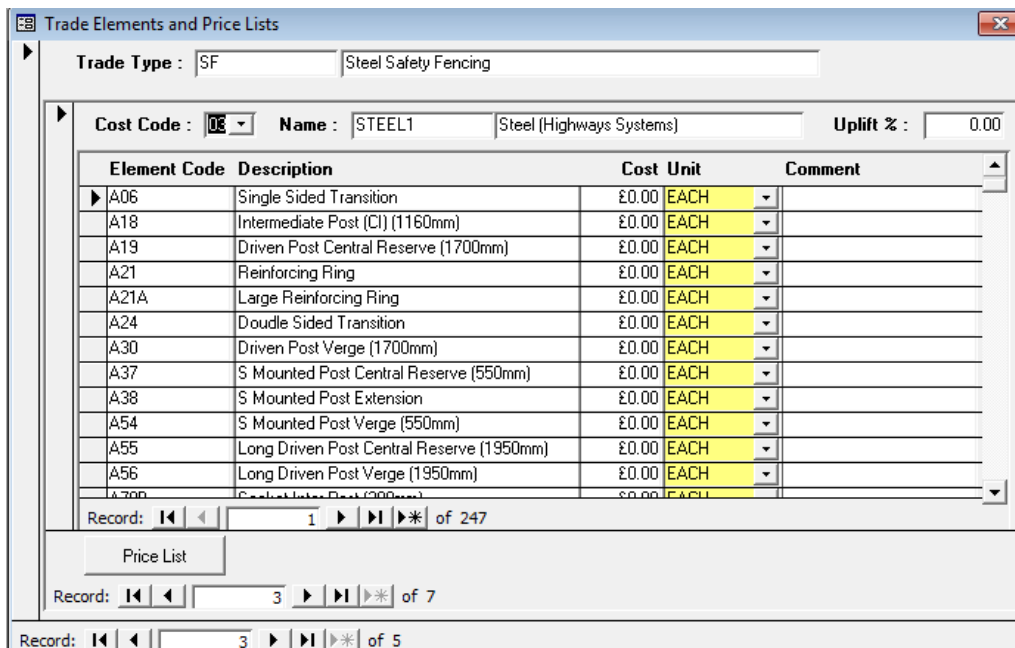 Trade Elements and Price Lists
Trade Type : SF Steel Safety Fencing
Cost Code : 03 Name : STEEL1 Steel (Highways Systems) Uplift % : 0.00
Element Code Description Cost Unit Comment
A06 Single Sided Transition £0.00 EACH
A18 Intermediate Post (CI) (1160mm) £0.00 EACH
A19 Driven Post Central Reserve (1700mm) £0.00 EACH
A21 Reinforcing Ring £0.00 EACH
A21A Large Reinforcing Ring £0.00 EACH
A24 Doudle Sided Transition £0.00 EACH
A30 Driven Post Verge (1700mm) £0.00 EACH
A37 S Mounted Post Central Reserve (550mm) £0.00 EACH
A38 S Mounted Post Extension £0.00 EACH
A54 S Mounted Post Verge (550mm) £0.00 EACH
A55 Long Driven Post Central Reserve (1950mm) £0.00 EACH
A56 Long Driven Post Verge (1950mm) £0.00 EACH
£0.00 EACH
Record: 1 of 247
Price List
Record: 3 of 7
Record: 3 of 5